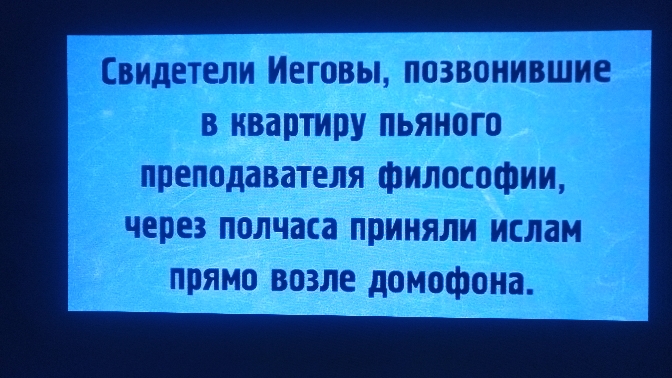 Свидетели Иеговы, позвонившие
в квартиру пьяного
преподавателя философии,
через полчаса приняли ислам
прямо возле домофона.